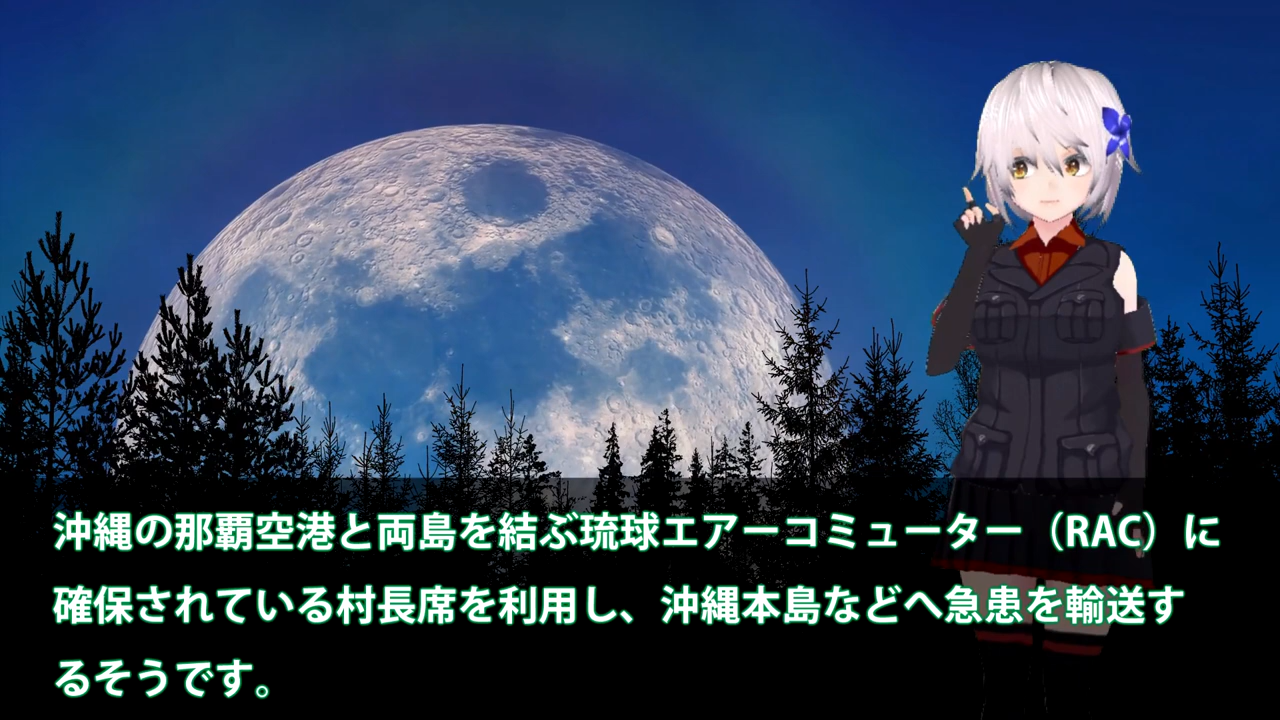 沖縄の那覇空港と両島を結ぶ琉球エアーコミューター（RAC）に
確保されている村長席を利用し、沖縄本島などへ急患を輸送す
るそうです。